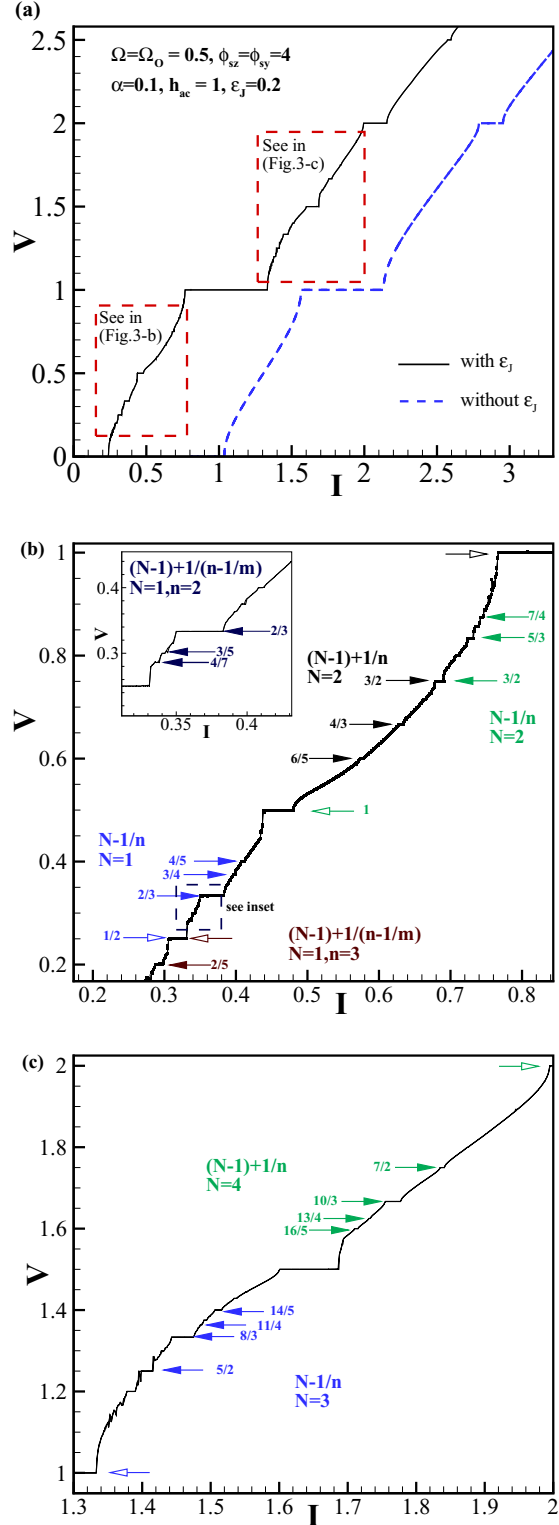 (a)
2.5
2
1.5
1
0.5
0
V
Ω=Ω_O = 0.5, ϕ_sz=ϕ_sy=4
α=0.1, h_ac = 1, ε_J=0.2
See in
(Fig.3-c)
See in
(Fig.3-b)
with ε_J
without ε_J
0 0.5 1 1.5 2 2.5 3
I
(b)
1
0.8
0.6
0.4
0.2
V
(N-1)+1/(n-1/m)
N=1,n=2
0.4
0.3
V
2/3
3/5
4/7
0.35 0.4
I
7/4
5/3
(N-1)+1/n
N=2
3/2
3/2
N-1/n
N=2
4/3
6/5
1
N-1/n
N=1
4/5
3/4
2/3
see inset
1/2
(N-1)+1/(n-1/m)
N=1,n=3
2/5
0.2 0.3 0.4 0.5 0.6 0.7 0.8
I
(c)
2
1.8
1.6
1.4
1.2
1
V
(N-1)+1/n
N=4
7/2
10/3
13/4
16/5
14/5
11/4
8/3
5/2
N-1/n
N=3
1.3 1.4 1.5 1.6 1.7 1.8 1.9 2
I